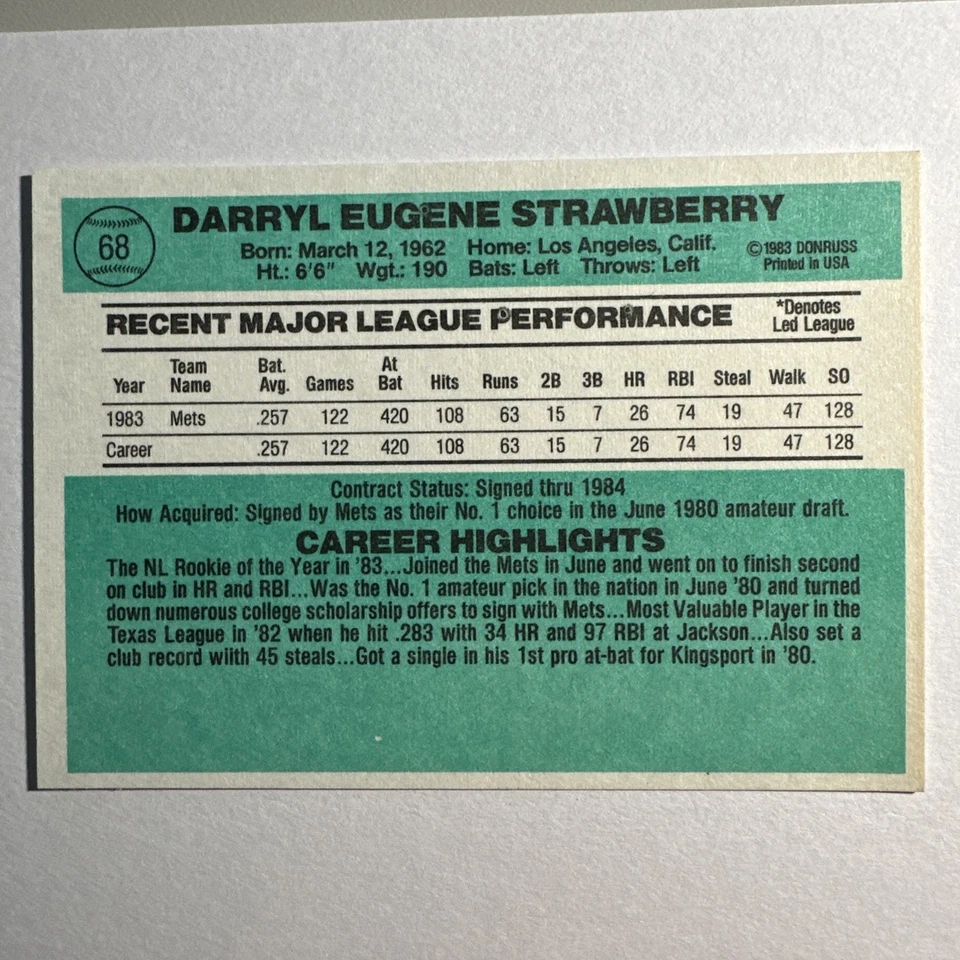 68
DARRYL EUGENE STRAWBERRY
Born: March 12, 1962 Home: Los Angeles, Calif.
Ht.: 6'6" Wgt.: 190 Bats: Left Throws: Left
©1983 DONRUSS
Printed in USA
RECENT MAJOR LEAGUE PERFORMANCE
*Denotes
Led League
Year Team Name Bat. Avg. Games At Bat Hits Runs 2B 3B HR RBI Steal Walk SO
1983 Mets .257 122 420 108 63 15 7 26 74 19 47 128
Career .257 122 420 108 63 15 7 26 74 19 47 128
Contract Status: Signed thru 1984
How Acquired: Signed by Mets as their No. 1 choice in the June 1980 amateur draft.
CAREER HIGHLIGHTS
The NL Rookie of the Year in '83...Joined the Mets in June and went on to finish second
on club in HR and RBI...Was the No. 1 amateur pick in the nation in June '80 and turned
down numerous college scholarship offers to sign with Mets...Most Valuable Player in the
Texas League in '82 when he hit .283 with 34 HR and 97 RBI at Jackson...Also set a
club record wiith 45 steals...Got a single in his 1st pro at-bat for Kingsport in '80.